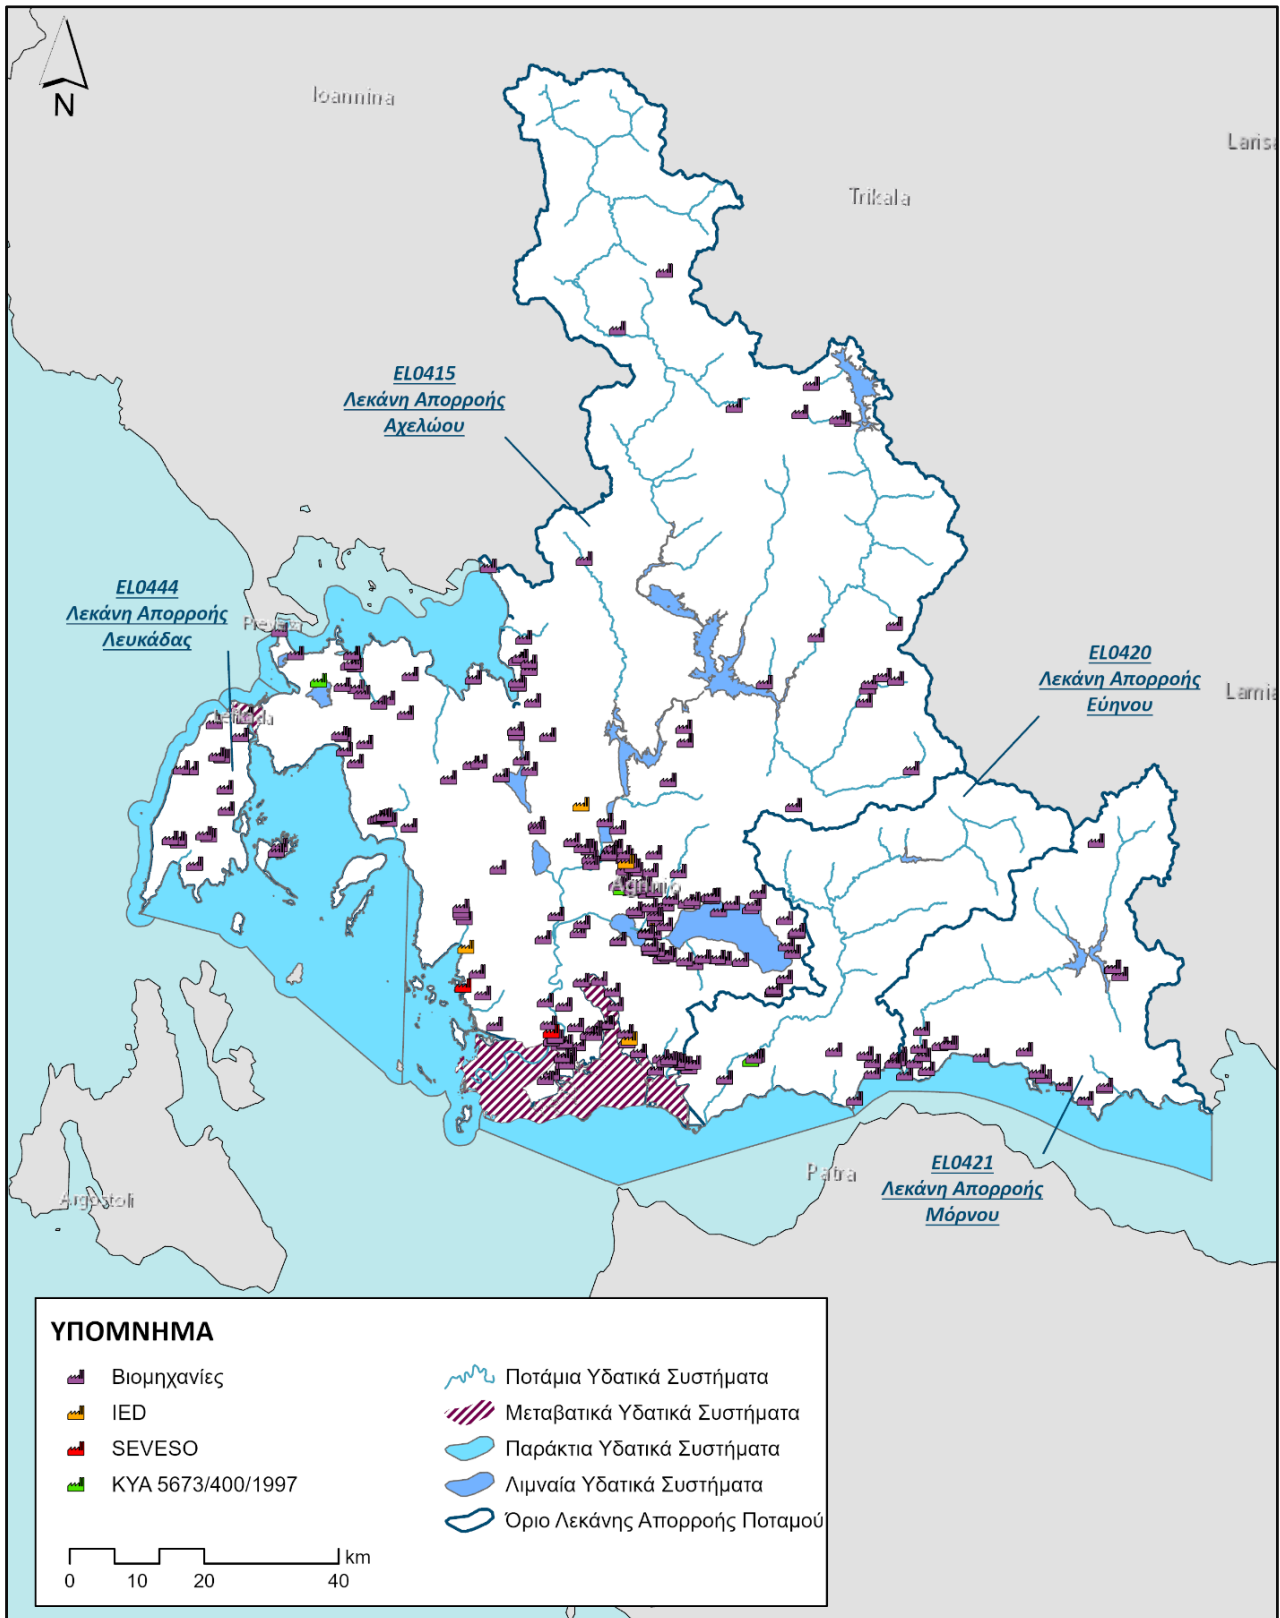 N
Ioannina
Larisa
Trikala
EL0415
Λεκάνη Απορροής
Αχελώου
EL0444
Λεκάνη Απορροής
Λευκάδας
Preveza
EL0420
Λεκάνη Απορροής
Εύηνου
Lamia
Lefkada
Agrinio
EL0421
Λεκάνη Απορροής
Μόρνου
Patra
Argostoli
ΥΠΟΜΝΗΜΑ
Βιομηχανίες
IED
SEVESO
ΚΥΑ 5673/400/1997
Ποτάμια Υδατικά Συστήματα
Μεταβατικά Υδατικά Συστήματα
Παράκτια Υδατικά Συστήματα
Λιμναία Υδατικά Συστήματα
Όριο Λεκάνης Απορροής Ποταμού
km
0 10 20 40